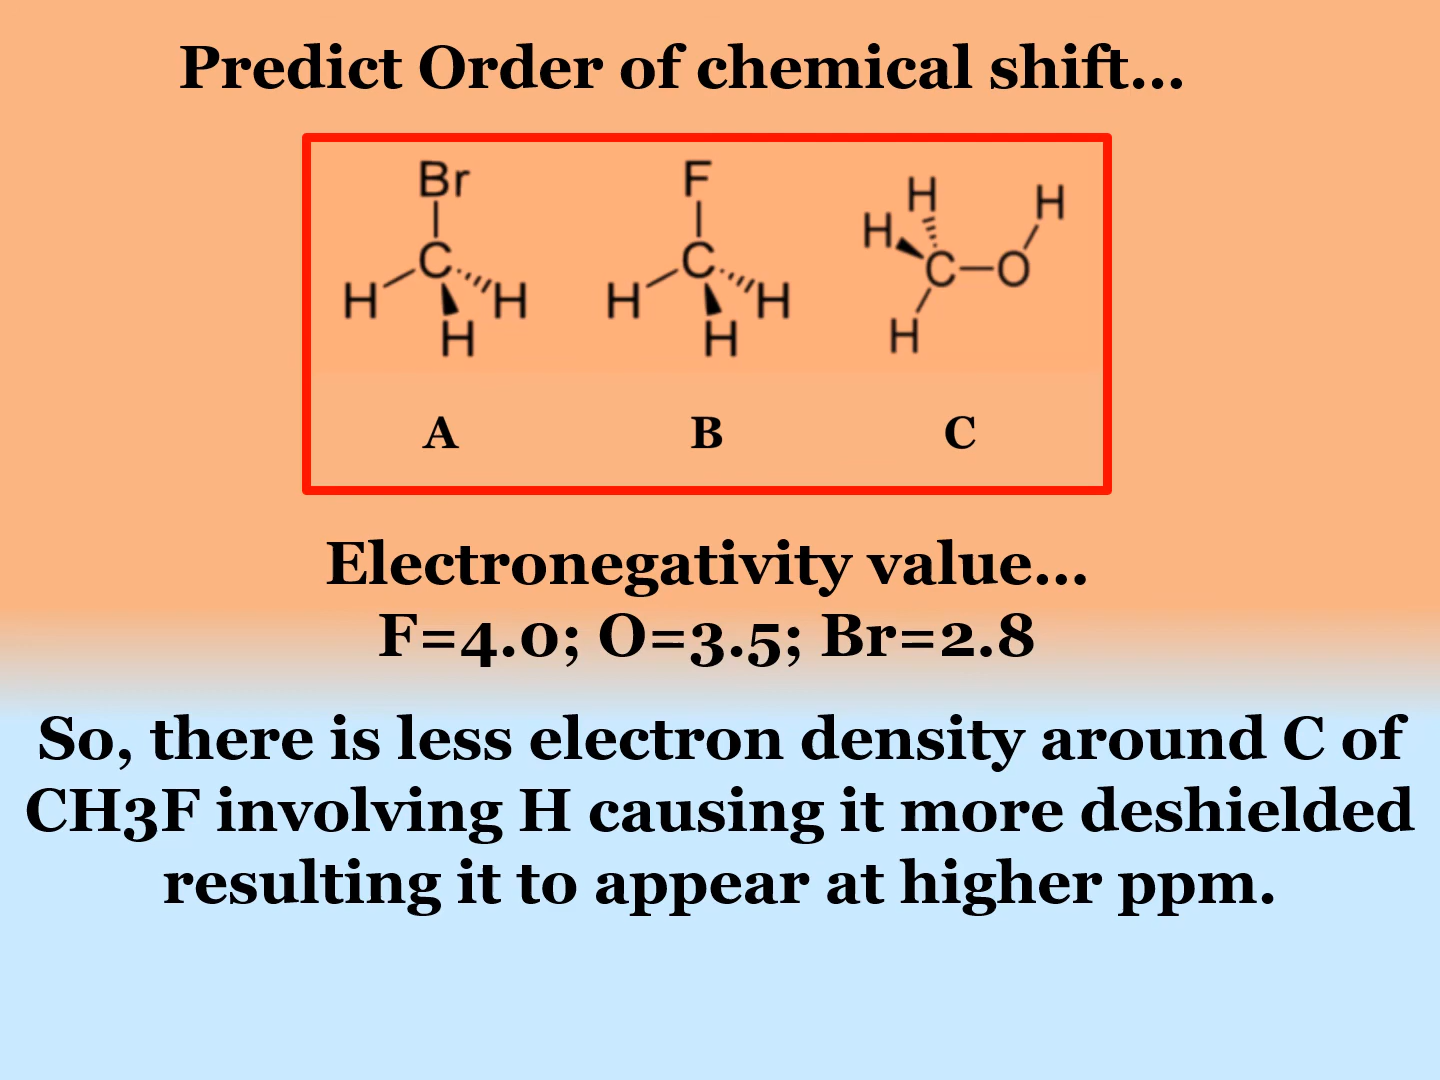 Predict Order of chemical shift...
Br F H H
H C H H C H H C O
H H H
A B C
Electronegativity value...
F=4.0; O=3.5; Br=2.8
So, there is less electron density around C of
CH3F involving H causing it more deshielded
resulting it to appear at higher ppm.